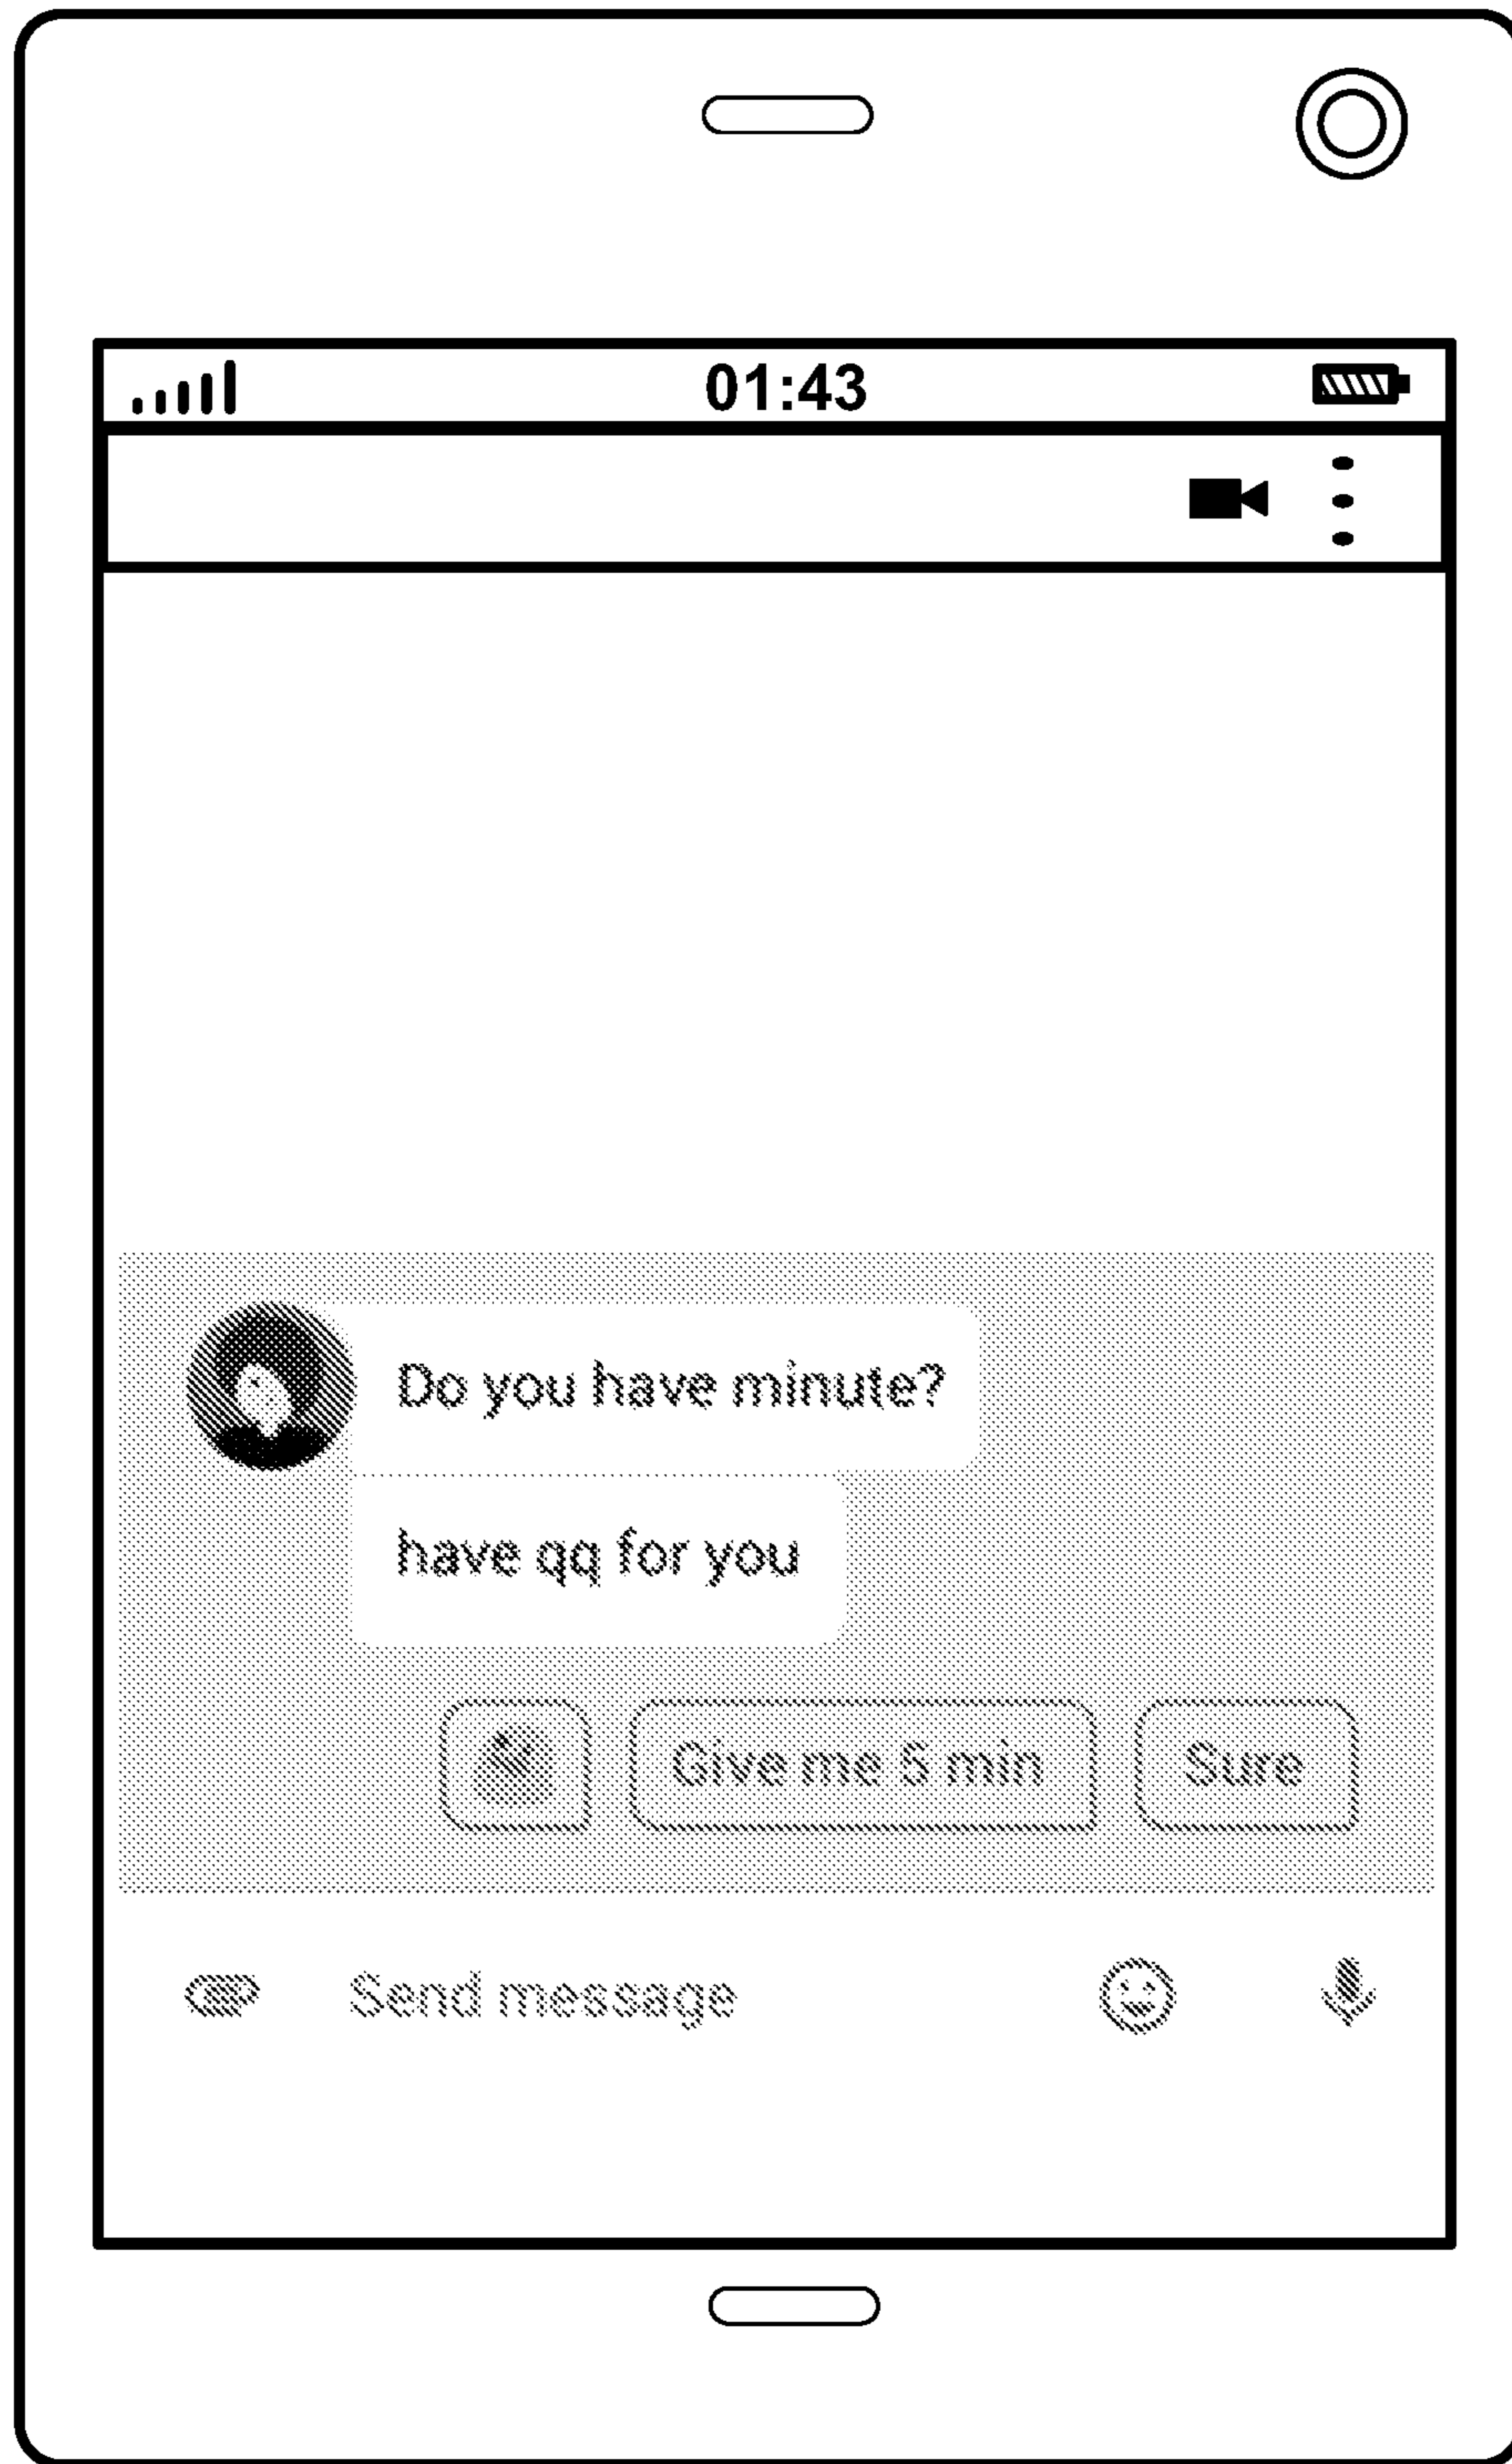 01:43
Do you have minute?
have qq for you
Give me 5 min Sure
Send message